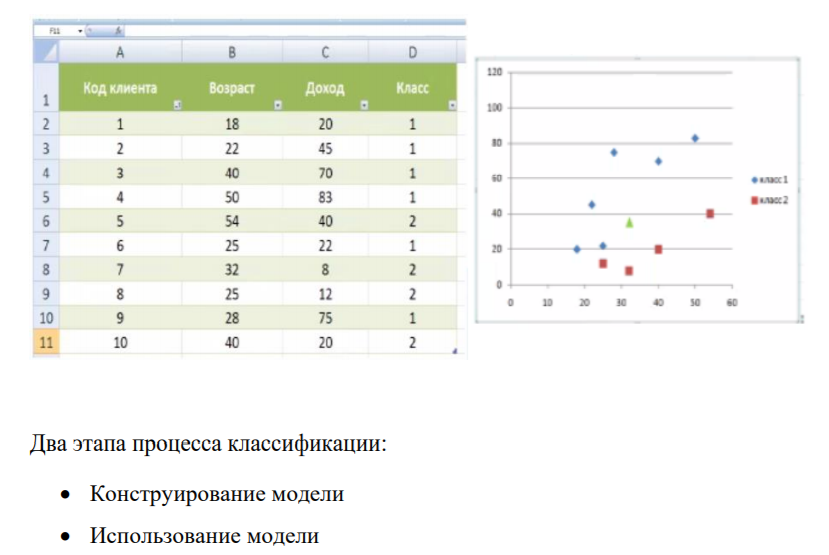 F11
A B C D
1 Код клиента Возраст Доход Класс
2 1 18 20 1
3 2 22 45 1
4 3 40 70 1
5 4 50 83 1
6 5 54 40 2
7 6 25 22 1
8 7 32 8 2
9 8 25 12 2
10 9 28 75 1
11 10 40 20 2
120
100
80
60
40
20
0
0 10 20 30 40 50 60
класс 1
класс 2
Два этапа процесса классификации:
• Конструирование модели
• Использование модели